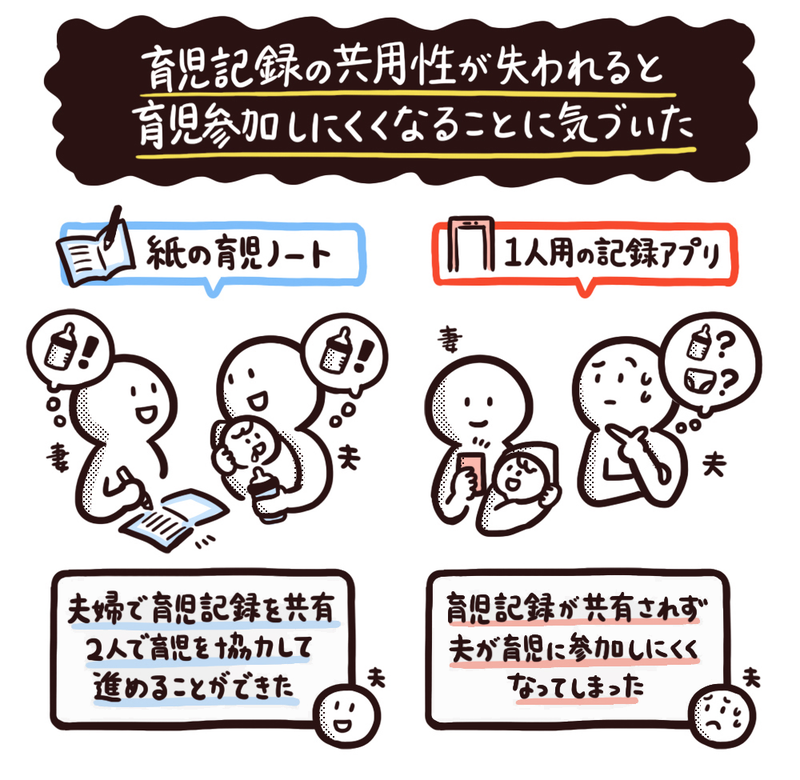 育児記録の共用性が失われると
育児参加しにくくなることに気づいた
紙の育児ノート
1人用の記録アプリ
!
!
妻
夫
妻
?
?
夫
夫婦で育児記録を共有
2人で育児を協力して
進めることができた
夫
育児記録が共有されず
夫が育児に参加しにくく
なってしまった
夫